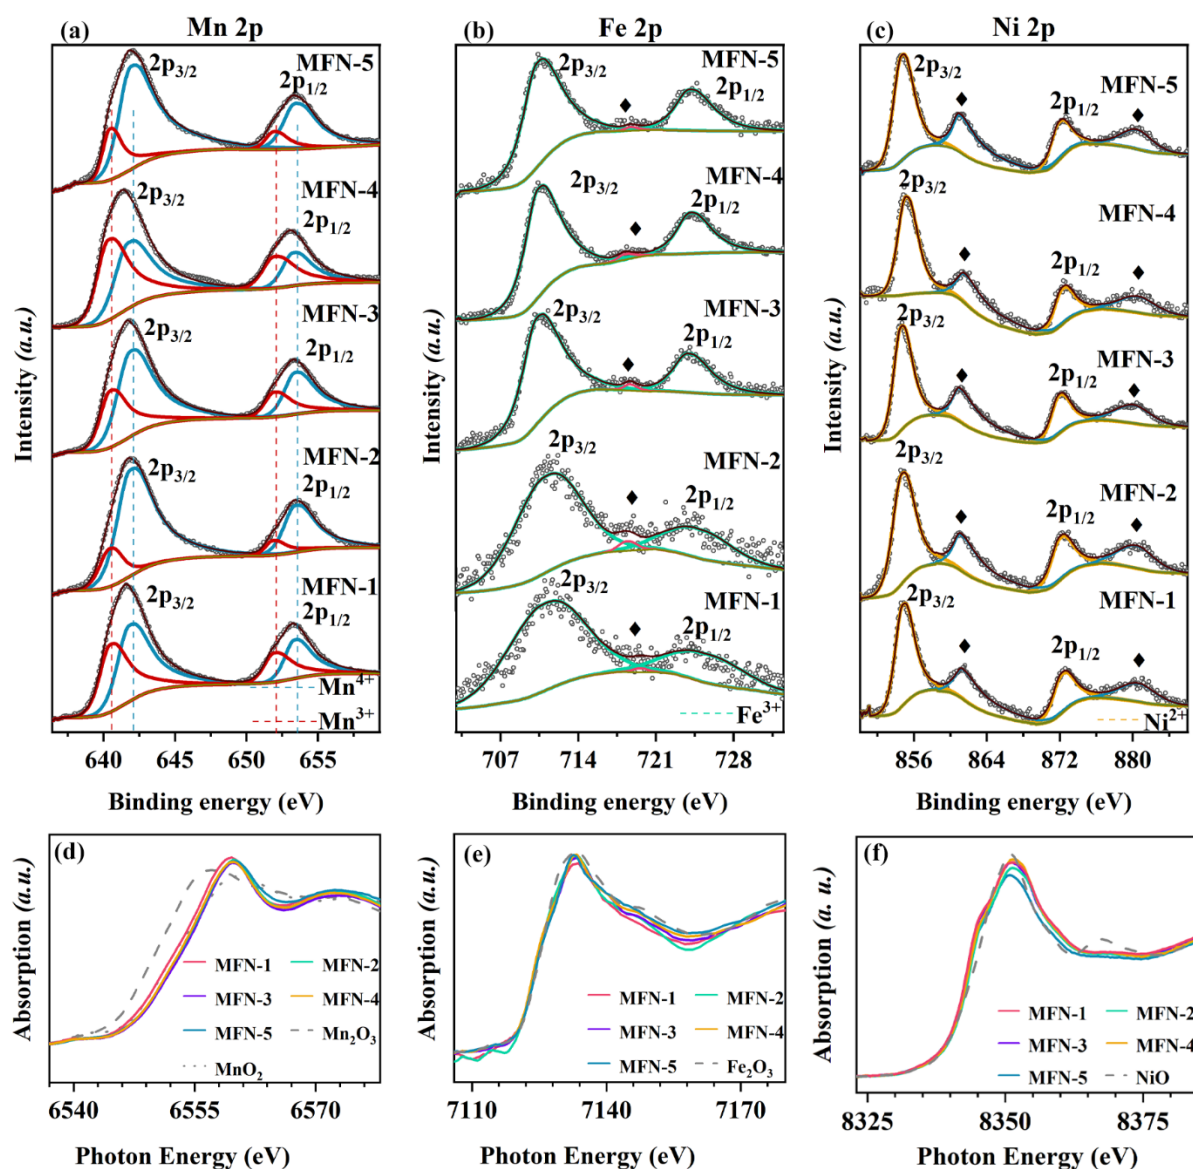 (a) Mn 2p
Intensity (a.u.)
2p3/2
2p1/2
MFN-5
2p3/2
2p1/2
MFN-4
2p3/2
2p1/2
MFN-3
2p3/2
2p1/2
MFN-2
2p3/2
2p1/2
MFN-1
Mn4+
Mn3+
640 645 650 655
Binding energy (eV)
(b) Fe 2p
Intensity (a.u.)
2p3/2
♦
2p1/2
MFN-5
2p3/2
♦
2p1/2
MFN-4
2p3/2
♦
2p1/2
MFN-3
2p3/2
♦
2p1/2
MFN-2
2p3/2
♦
2p1/2
MFN-1
Fe3+
707 714 721 728
Binding energy (eV)
(c) Ni 2p
Intensity (a.u.)
2p3/2
♦
2p1/2
♦
MFN-5
2p3/2
♦
2p1/2
♦
MFN-4
2p3/2
♦
2p1/2
♦
MFN-3
2p3/2
♦
2p1/2
♦
MFN-2
2p3/2
♦
2p1/2
♦
MFN-1
Ni2+
856 864 872 880
Binding energy (eV)
(d)
Absorption (a.u.)
MFN-1 MFN-2
MFN-3 MFN-4
MFN-5 Mn2O3
MnO2
6540 6555 6570
Photon Energy (eV)
(e)
Absorption (a.u.)
MFN-1 MFN-2
MFN-3 MFN-4
MFN-5 Fe2O3
7110 7140 7170
Photon Energy (eV)
(f)
Absorption (a. u.)
MFN-1 MFN-2
MFN-3 MFN-4
MFN-5 NiO
8325 8350 8375
Photon Energy (eV)